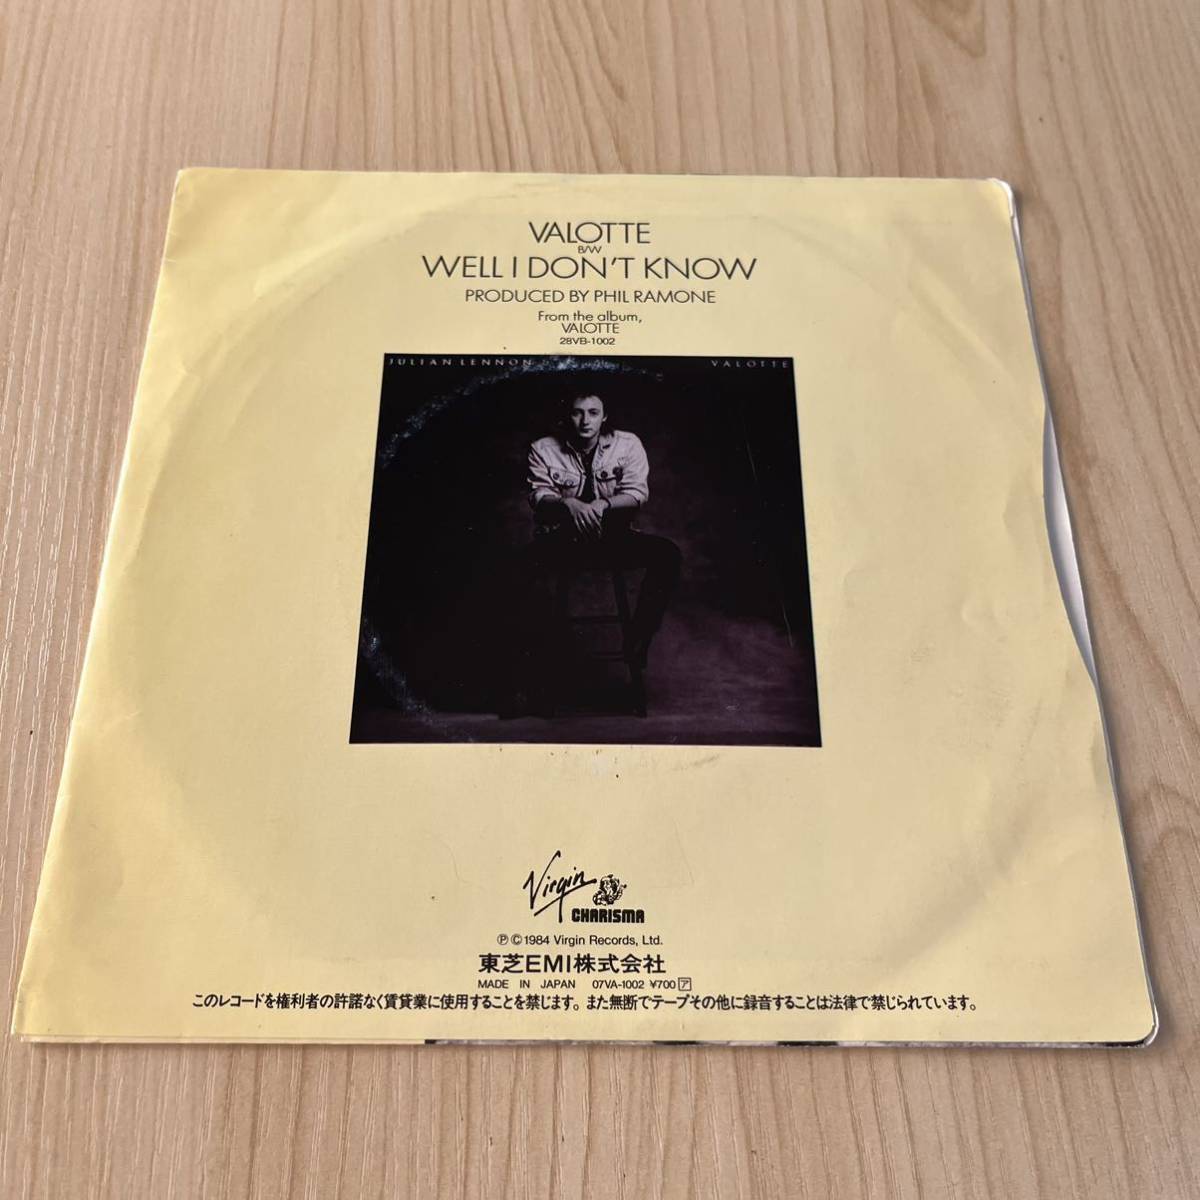 VALOTTE
B/W
WELL I DON'T KNOW
PRODUCED BY PHIL RAMONE
From the album,
VALOTTE
28VB-1002
JULIAN LENNON VALOTTE
Virgin
CHARISMA
Ⓟ©1984 Virgin Records, Ltd.
東芝EMI株式会社
MADE IN JAPAN 07VA-1002 ¥700 ア
このレコードを権利者の許諾なく賃貸業に使用することを禁じます。また無断でテープその他に録音することは法律で禁じられています。